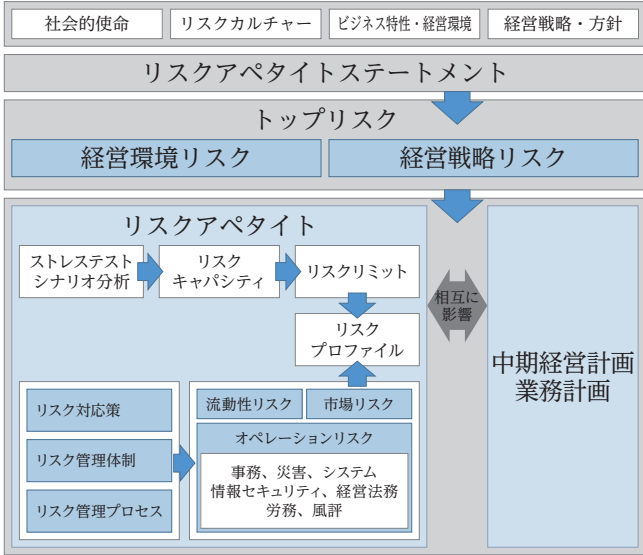 社会的使命
リスクカルチャー
ビジネス特性・経営環境
経営戦略・方針
リスクアペタイトステートメント
トップリスク
経営環境リスク
経営戦略リスク
リスクアペタイト
ストレステスト
シナリオ分析
リスク
キャパシティ
リスクリミット
リスク
プロファイル
相互に
影響
中期経営計画
業務計画
リスク対応策
リスク管理体制
リスク管理プロセス
流動性リスク
市場リスク
オペレーションリスク
事務、災害、システム
情報セキュリティ、経営法務
労務、風評